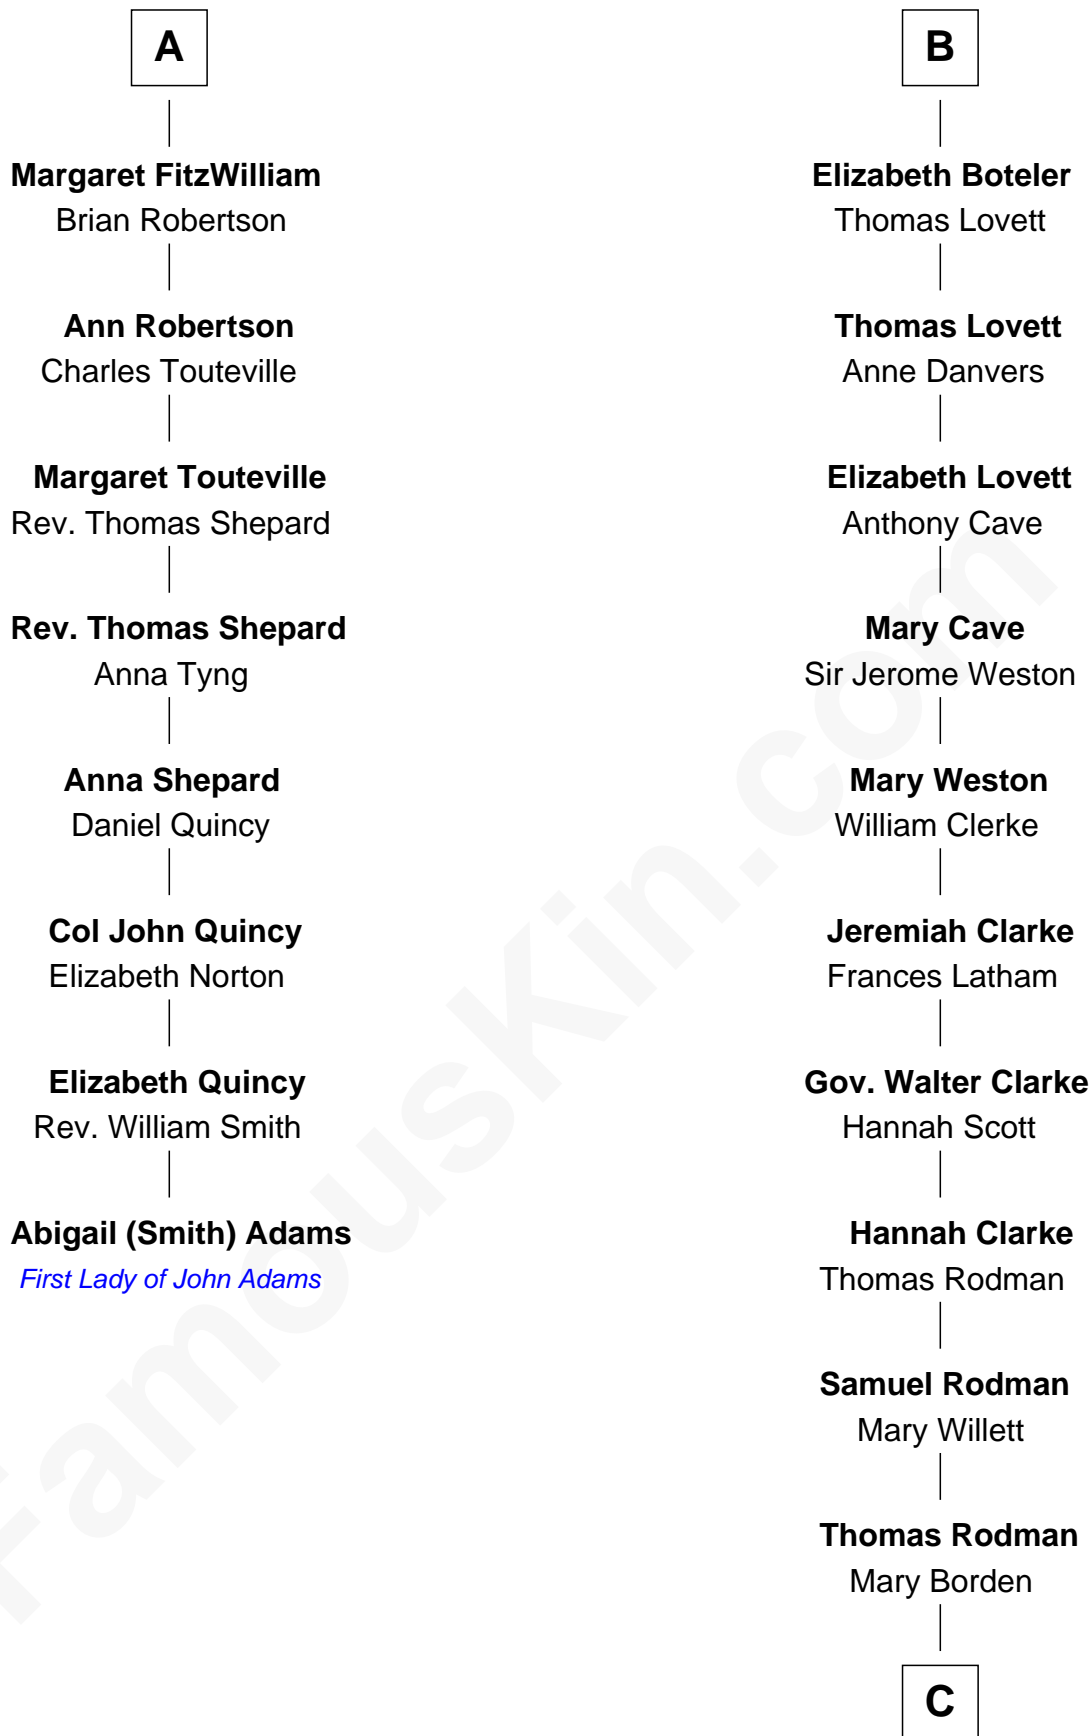 A
Margaret FitzWilliam
Brian Robertson
Ann Robertson
Charles Touteville
Margaret Touteville
Rev. Thomas Shepard
Rev. Thomas Shepard
Anna Tyng
Anna Shepard
Daniel Quincy
Col John Quincy
Elizabeth Norton
Elizabeth Quincy
Rev. William Smith
Abigail (Smith) Adams
First Lady of John Adams
B
Elizabeth Boteler
Thomas Lovett
Thomas Lovett
Anne Danvers
Elizabeth Lovett
Anthony Cave
Mary Cave
Sir Jerome Weston
Mary Weston
William Clerke
Jeremiah Clarke
Frances Latham
Gov. Walter Clarke
Hannah Scott
Hannah Clarke
Thomas Rodman
Samuel Rodman
Mary Willett
Thomas Rodman
Mary Borden
C
FamousKin.com